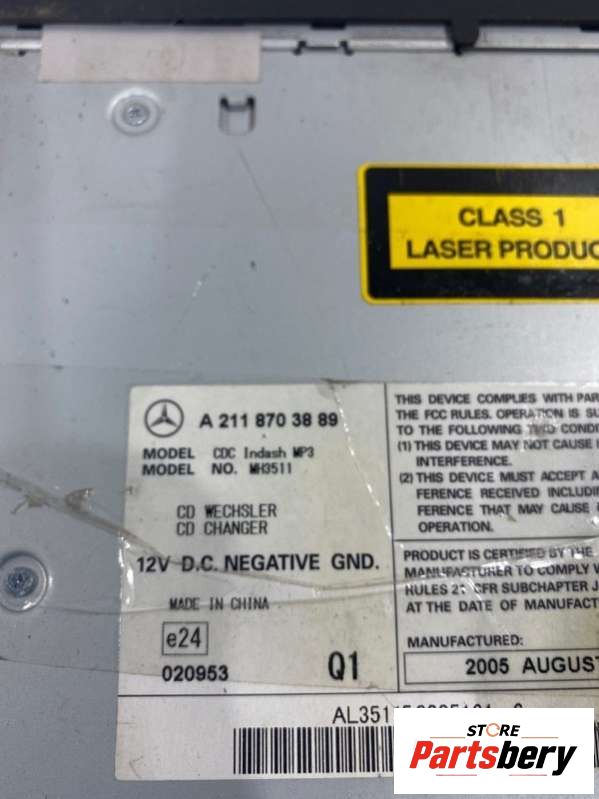 CLASS 1
LASER PRODUC
A 211 870 38 89
MODEL CDC Indash MP3
MODEL NO. MH3511
CD WECHSLER
CD CHANGER
12V D.C. NEGATIVE GND.
MADE IN CHINA
e24
020953 Q1
THIS DEVICE COMPLIES WITH PAR
THE FCC RULES. OPERATION IS SU
TO THE FOLLOWING TWO CONDIT
(1) THIS DEVICE MAY NOT CAUSE
INTERFERENCE.
(2) THIS DEVICE MUST ACCEPT A
FERENCE RECEIVED INCLUDIN
FERENCE THAT MAY CAUSE
OPERATION.
PRODUCT IS CERTIFIED BY THE
MANUFACTURER TO COMPLY W
RULES 21 CFR SUBCHAPTER J
AT THE DATE OF MANUFACT
MANUFACTURED:
2005 AUGUST
STORE
Partsbery